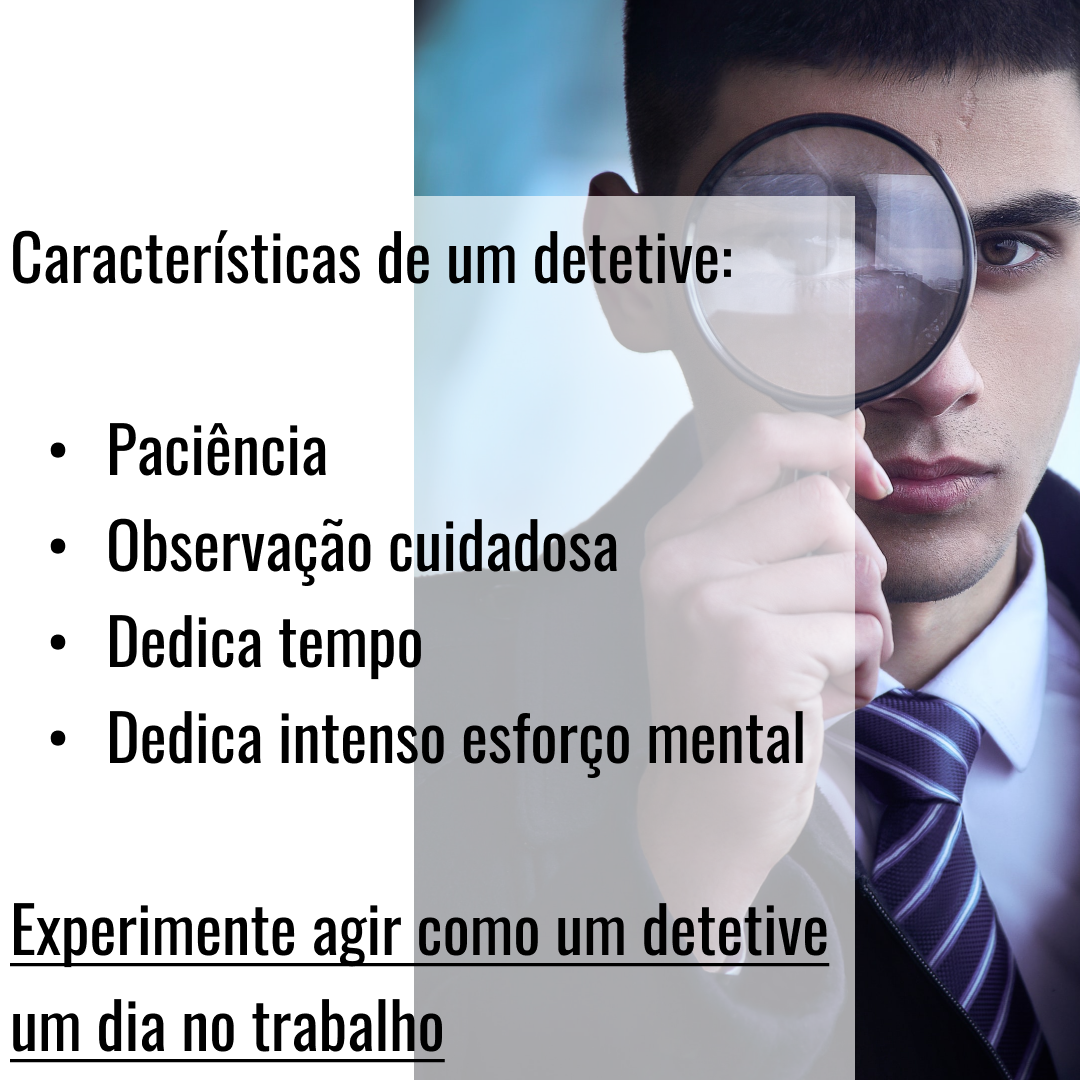 Características de um detetive:
• Paciência
• Observação cuidadosa
• Dedica tempo
• Dedica intenso esforço mental
Experimente agir como um detetive
um dia no trabalho